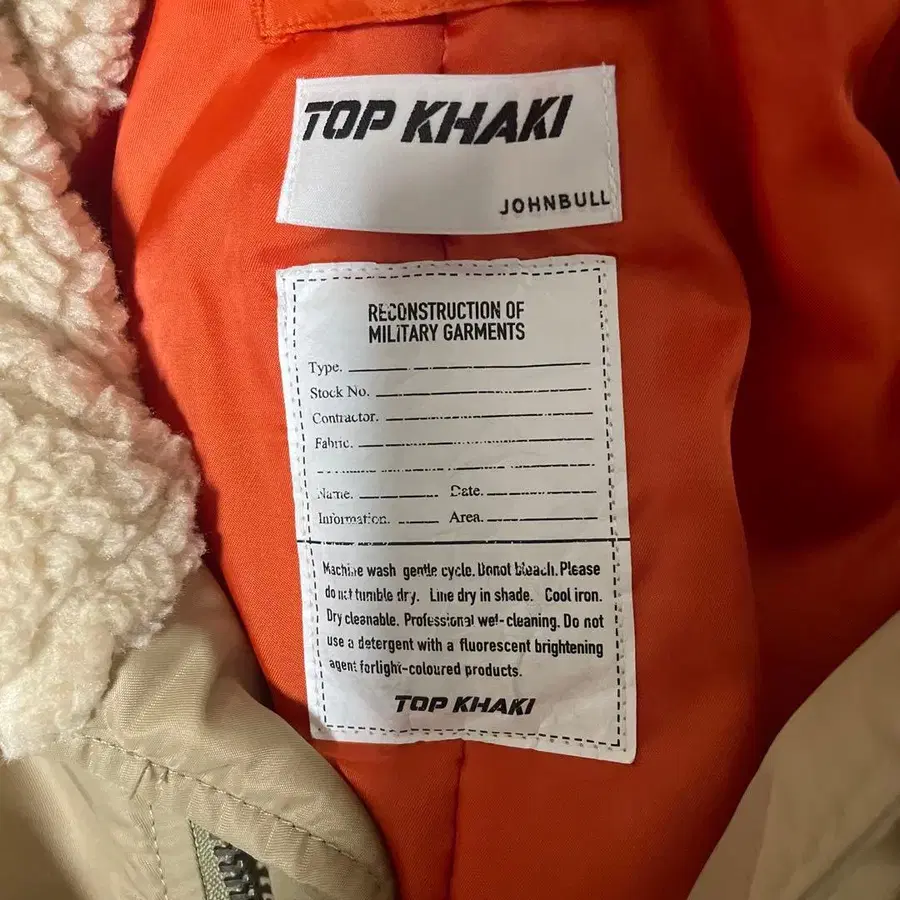 TOP KHAKI
JOHNBULL
RECONSTRUCTION OF
MILITARY GARMENTS
Type.
Stock No.
Contractor.
Fabric.
Name. Date.
Information. Area.
Machine wash gentle cycle. Donot bleach. Please
do not tumble dry. Line dry in shade. Cool iron.
Dry cleanable. Professional wet-cleaning. Do not
use a detergent with a fluorescent brightening
agent forlight-coloured products.
TOP KHAKI